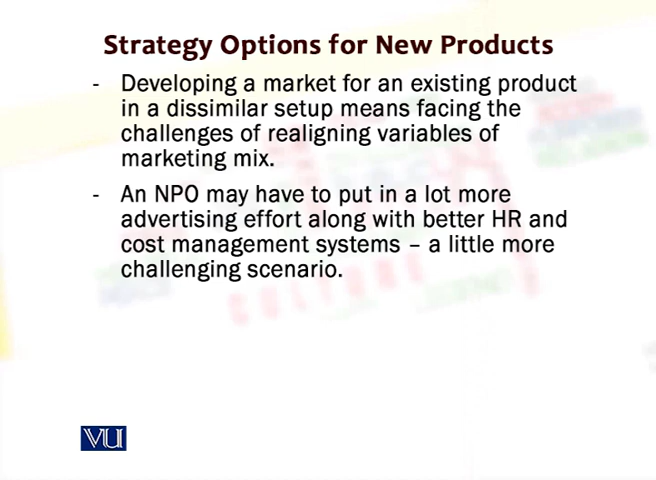 Strategy Options for New Products
- Developing a market for an existing product
in a dissimilar setup means facing the
challenges of realigning variables of
marketing mix.
- An NPO may have to put in a lot more
advertising effort along with better HR and
cost management systems – a little more
challenging scenario.
VU